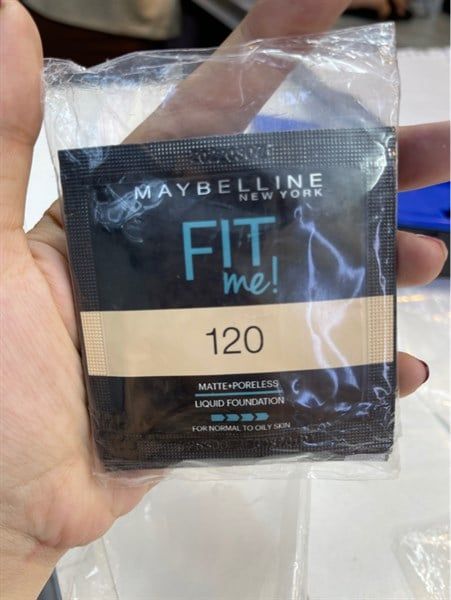 MAYBELLINE
NEW YORK
FIT
me!
120
MATTE+PORELESS
LIQUID FOUNDATION
FOR NORMAL TO OILY SKIN